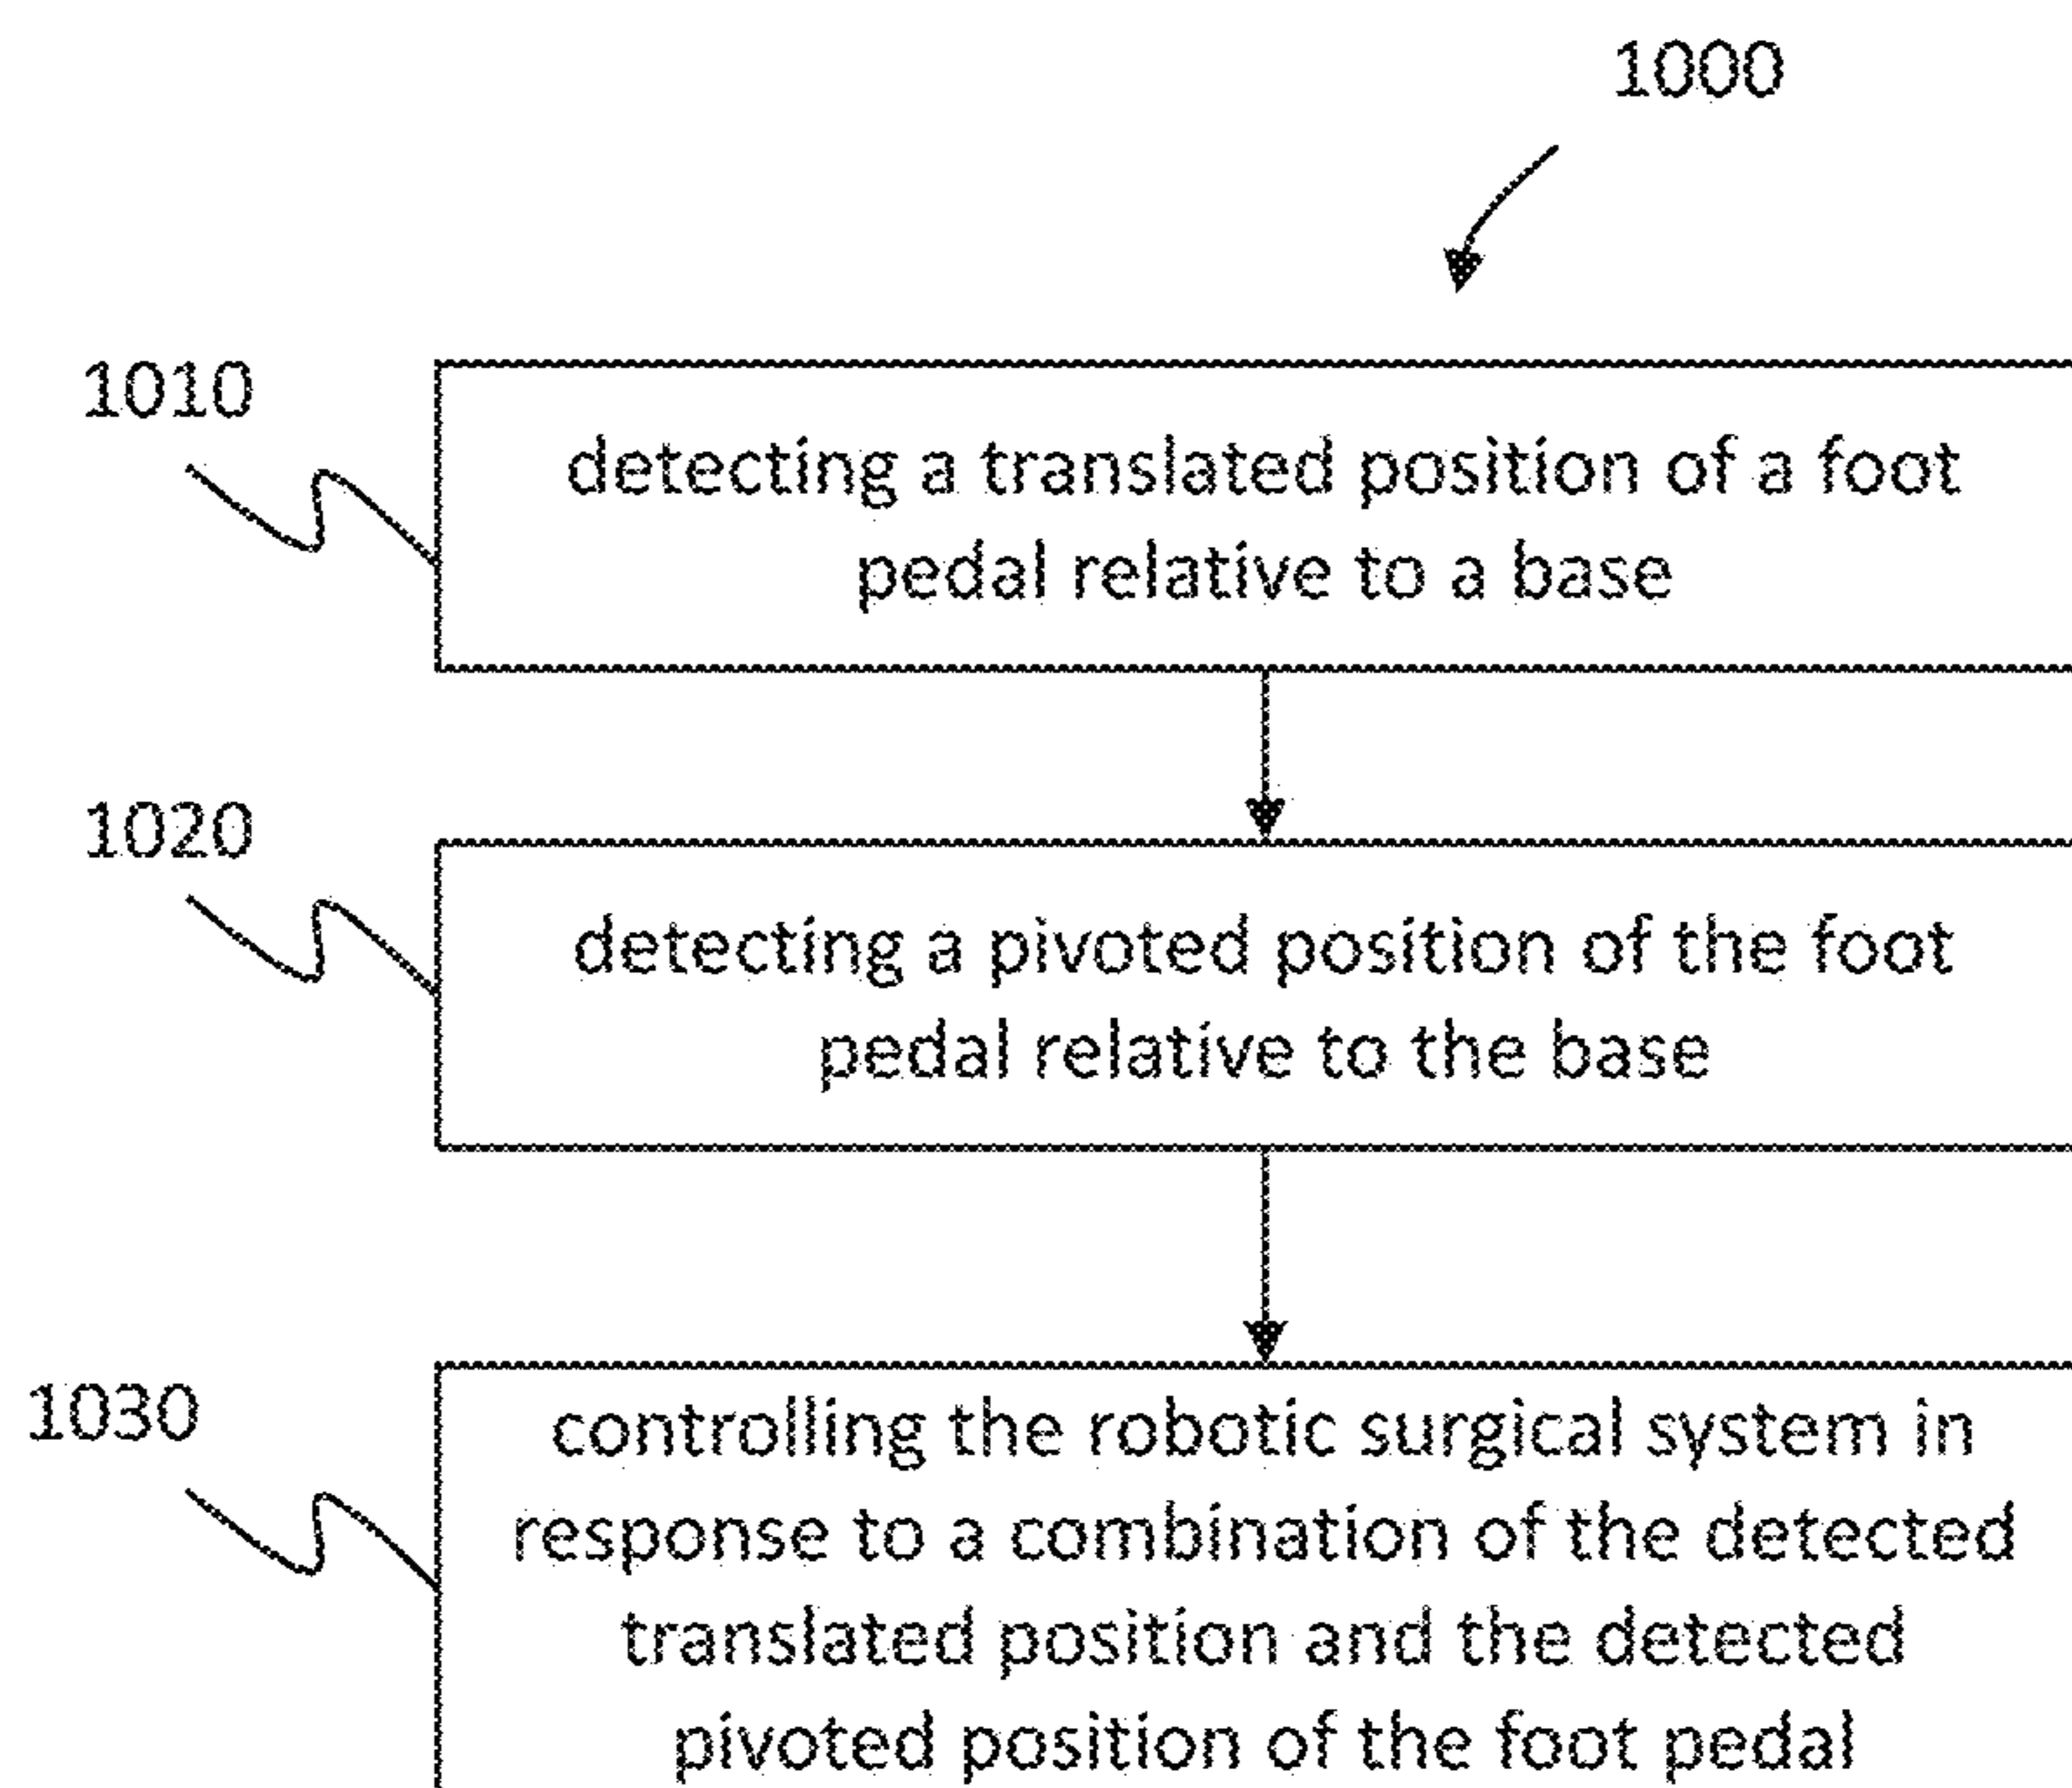 1000
1010
detecting a translated position of a foot
pedal relative to a base
1020
detecting a pivoted position of the foot
pedal relative to the base
1030
controlling the robotic surgical system in
response to a combination of the detected
translated position and the detected
pivoted position of the foot pedal